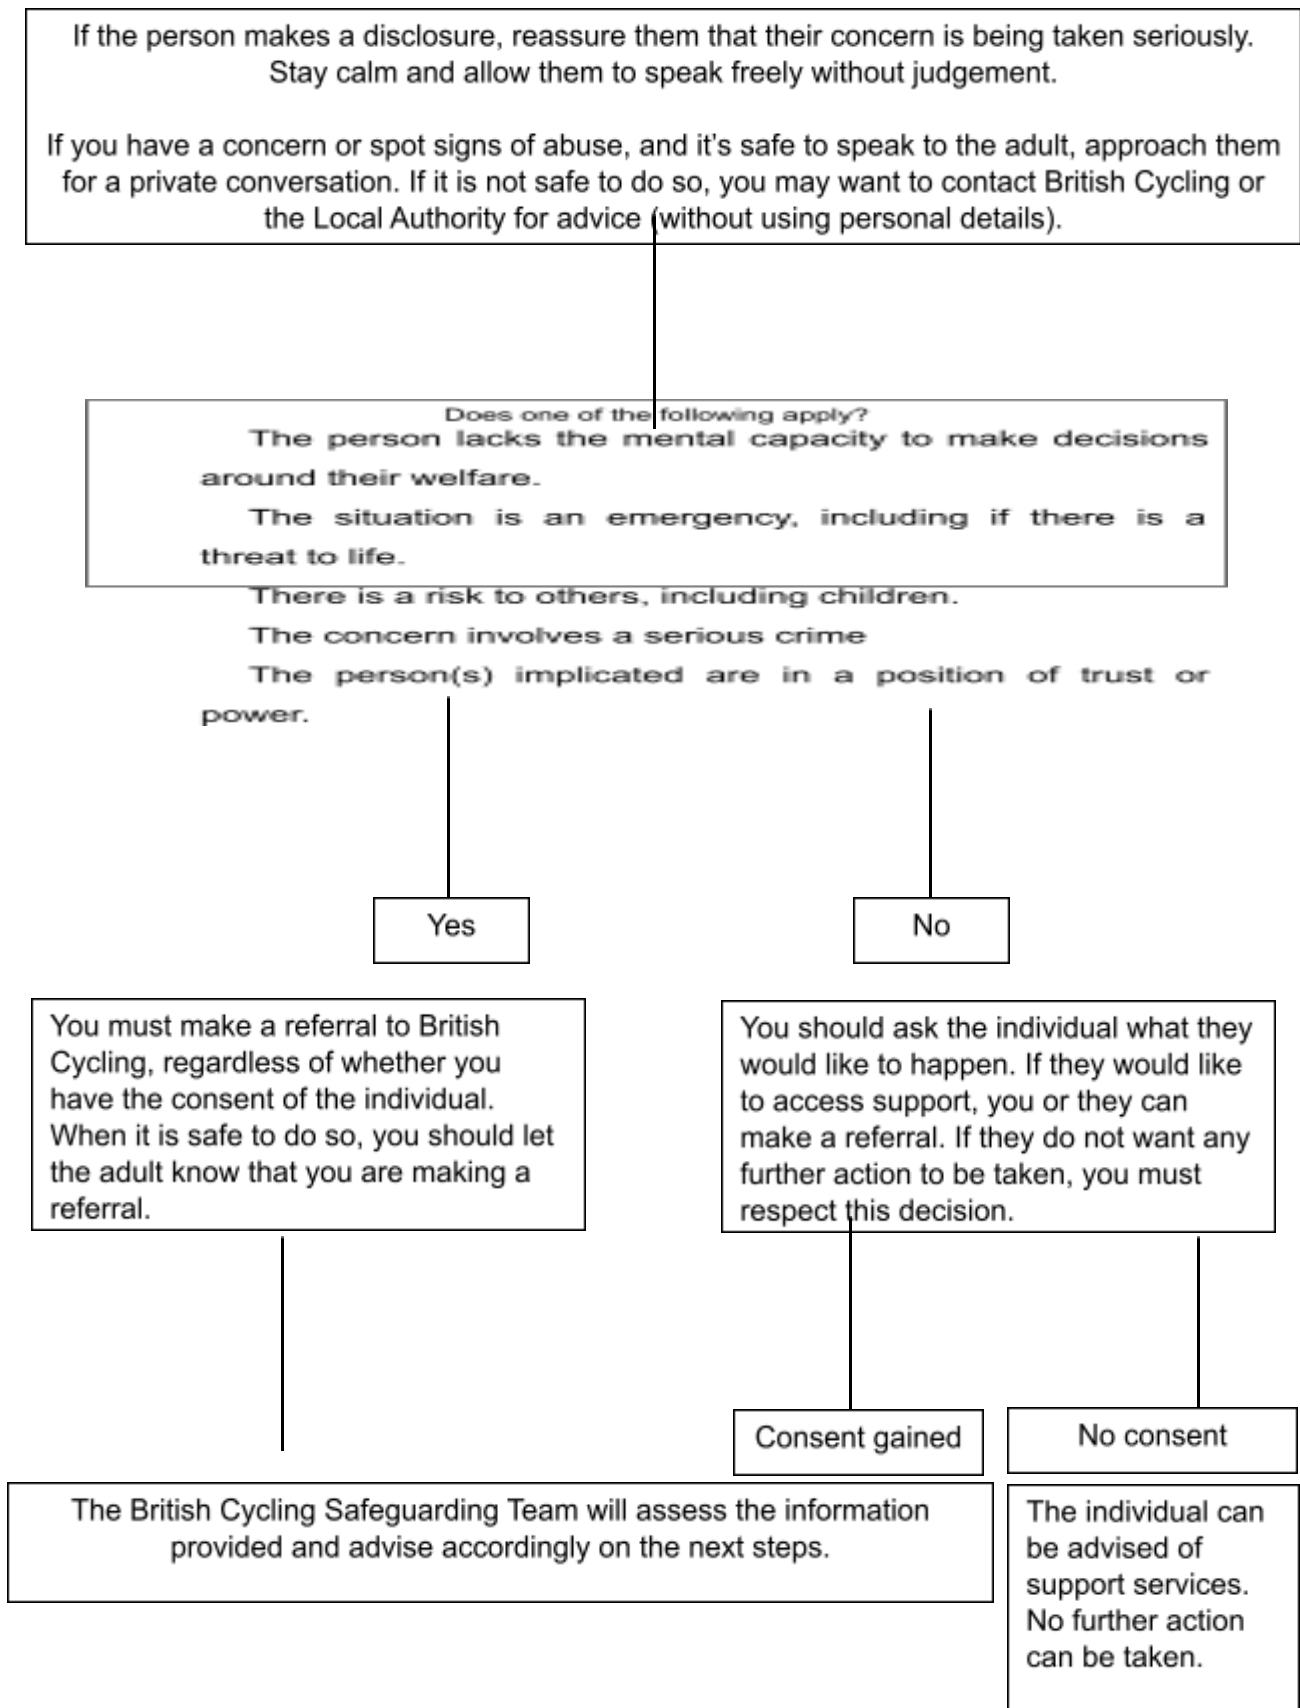 If the person makes a disclosure, reassure them that their concern is being taken seriously.
Stay calm and allow them to speak freely without judgement.
If you have a concern or spot signs of abuse, and it's safe to speak to the adult, approach them
for a private conversation. If it is not safe to do so, you may want to contact British Cycling or
the Local Authority for advice (without using personal details).
Does one of the following apply?
The person lacks the mental capacity to make decisions
around their welfare.
The situation is an emergency, including if there is a
threat to life.
There is a risk to others, including children.
The concern involves a serious crime
The person(s) implicated are in a position of trust or
power.
Yes
No
You must make a referral to British
Cycling, regardless of whether you
have the consent of the individual.
When it is safe to do so, you should let
the adult know that you are making a
referral.
You should ask the individual what they
would like to happen. If they would like
to access support, you or they can
make a referral. If they do not want any
further action to be taken, you must
respect this decision.
Consent gained
No consent
The British Cycling Safeguarding Team will assess the information
provided and advise accordingly on the next steps.
The individual can
be advised of
support services.
No further action
can be taken.